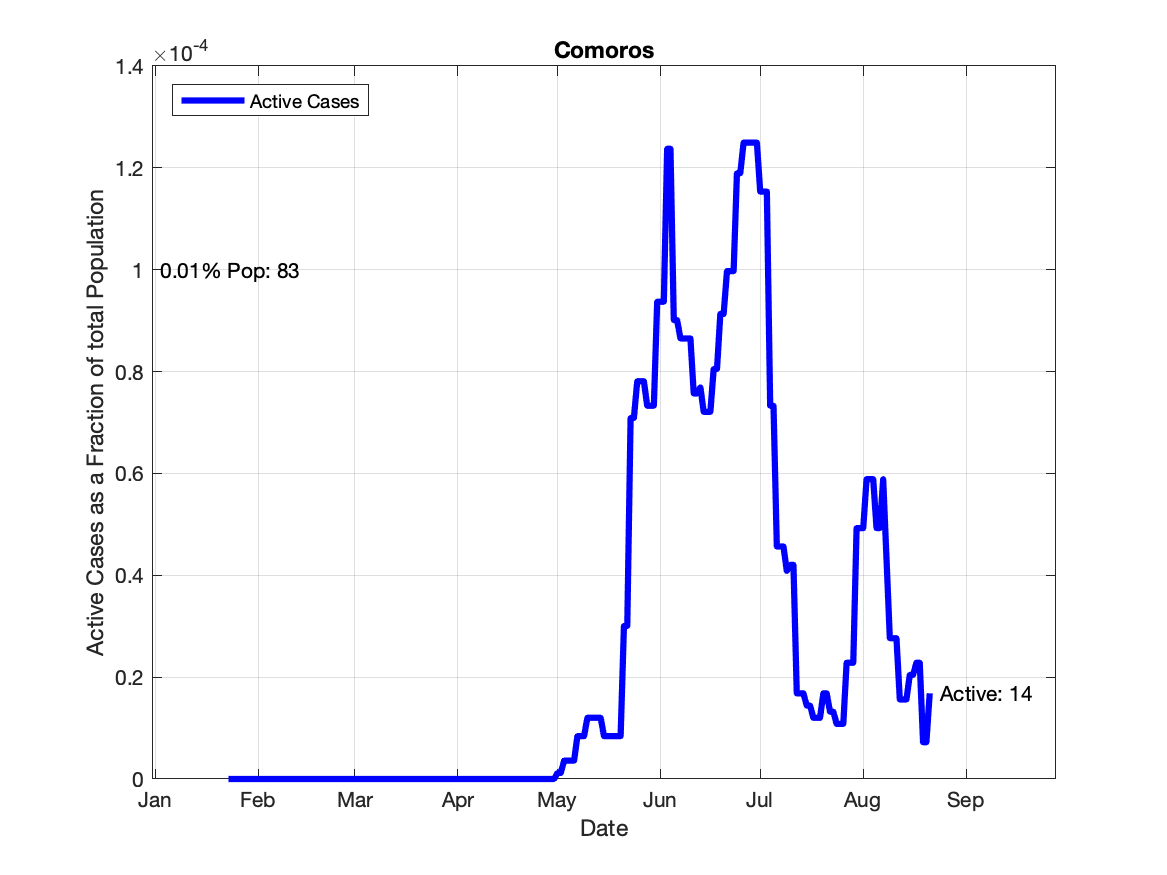 Comoros
×10⁻⁴
1.4
1.2
1
0.8
0.6
0.4
0.2
0
Active Cases
0.01% Pop: 83
Active: 14
Active Cases as a Fraction of total Population
Jan Feb Mar Apr May Jun Jul Aug Sep
Date